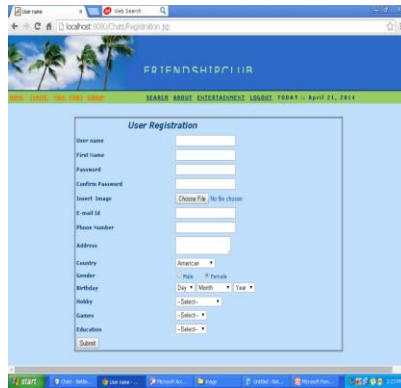 User name
Web Search
localhost:8080/Chats/Registration.jsp
FRIENDSHIPCLUB
SEARCH ABOUT ENTERTAINMENT LOGOUT TODAY :: April 21, 2014
User Registration
User name
First Name
Password
Confirm Password
Insert Image Choose File No file chosen
E-mail Id
Phone Number
Address
Country American
Gender Male Female
Birthday Day Month Year
Hobby --Select--
Games --Select--
Education --Select--
Submit
start